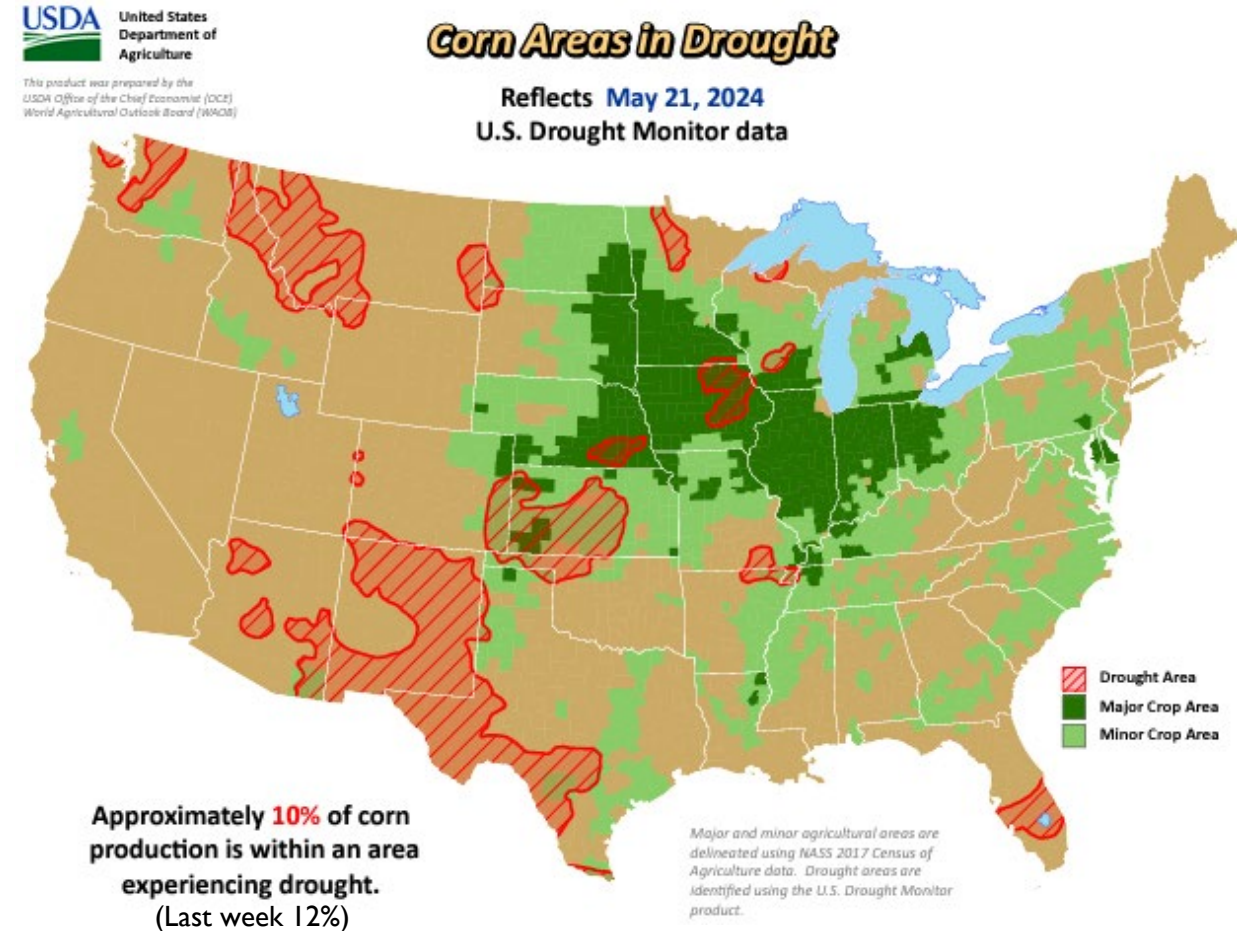 USDA
United States
Department of
Agriculture
This product was prepared by the
USDA Office of the Chief Economist (OCE)
World Agricultural Outlook Board (WAOB)
Corn Areas in Drought
Reflects May 21, 2024
U.S. Drought Monitor data
Drought Area
Major Crop Area
Minor Crop Area
Approximately 10% of corn
production is within an area
experiencing drought.
(Last week 12%)
Major and minor agricultural areas are
delineated using NASS 2017 Census of
Agriculture data. Drought areas are
identified using the U.S. Drought Monitor
product.